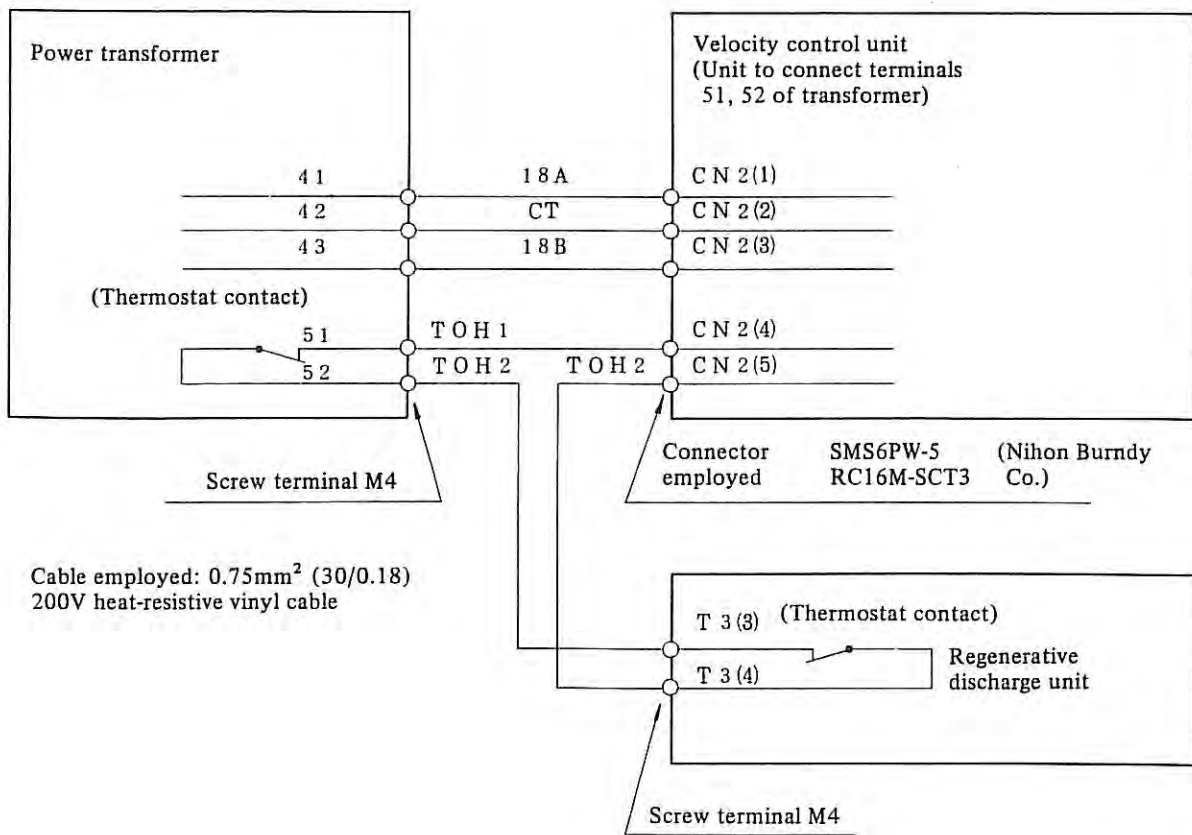 Power transformer
Velocity control unit
(Unit to connect terminals
51, 52 of transformer)
41
18A
CN2(1)
42
CT
CN2(2)
43
18B
CN2(3)
(Thermostat contact)
51
TOH1
CN2(4)
52
TOH2
TOH2
CN2(5)
Screw terminal M4
Connector employed
SMS6PW-5
RC16M-SCT3
(Nihon Burndy Co.)
Cable employed: 0.75mm² (30/0.18)
200V heat-resistive vinyl cable
T3(3)
(Thermostat contact)
T3(4)
Regenerative
discharge unit
Screw terminal M4